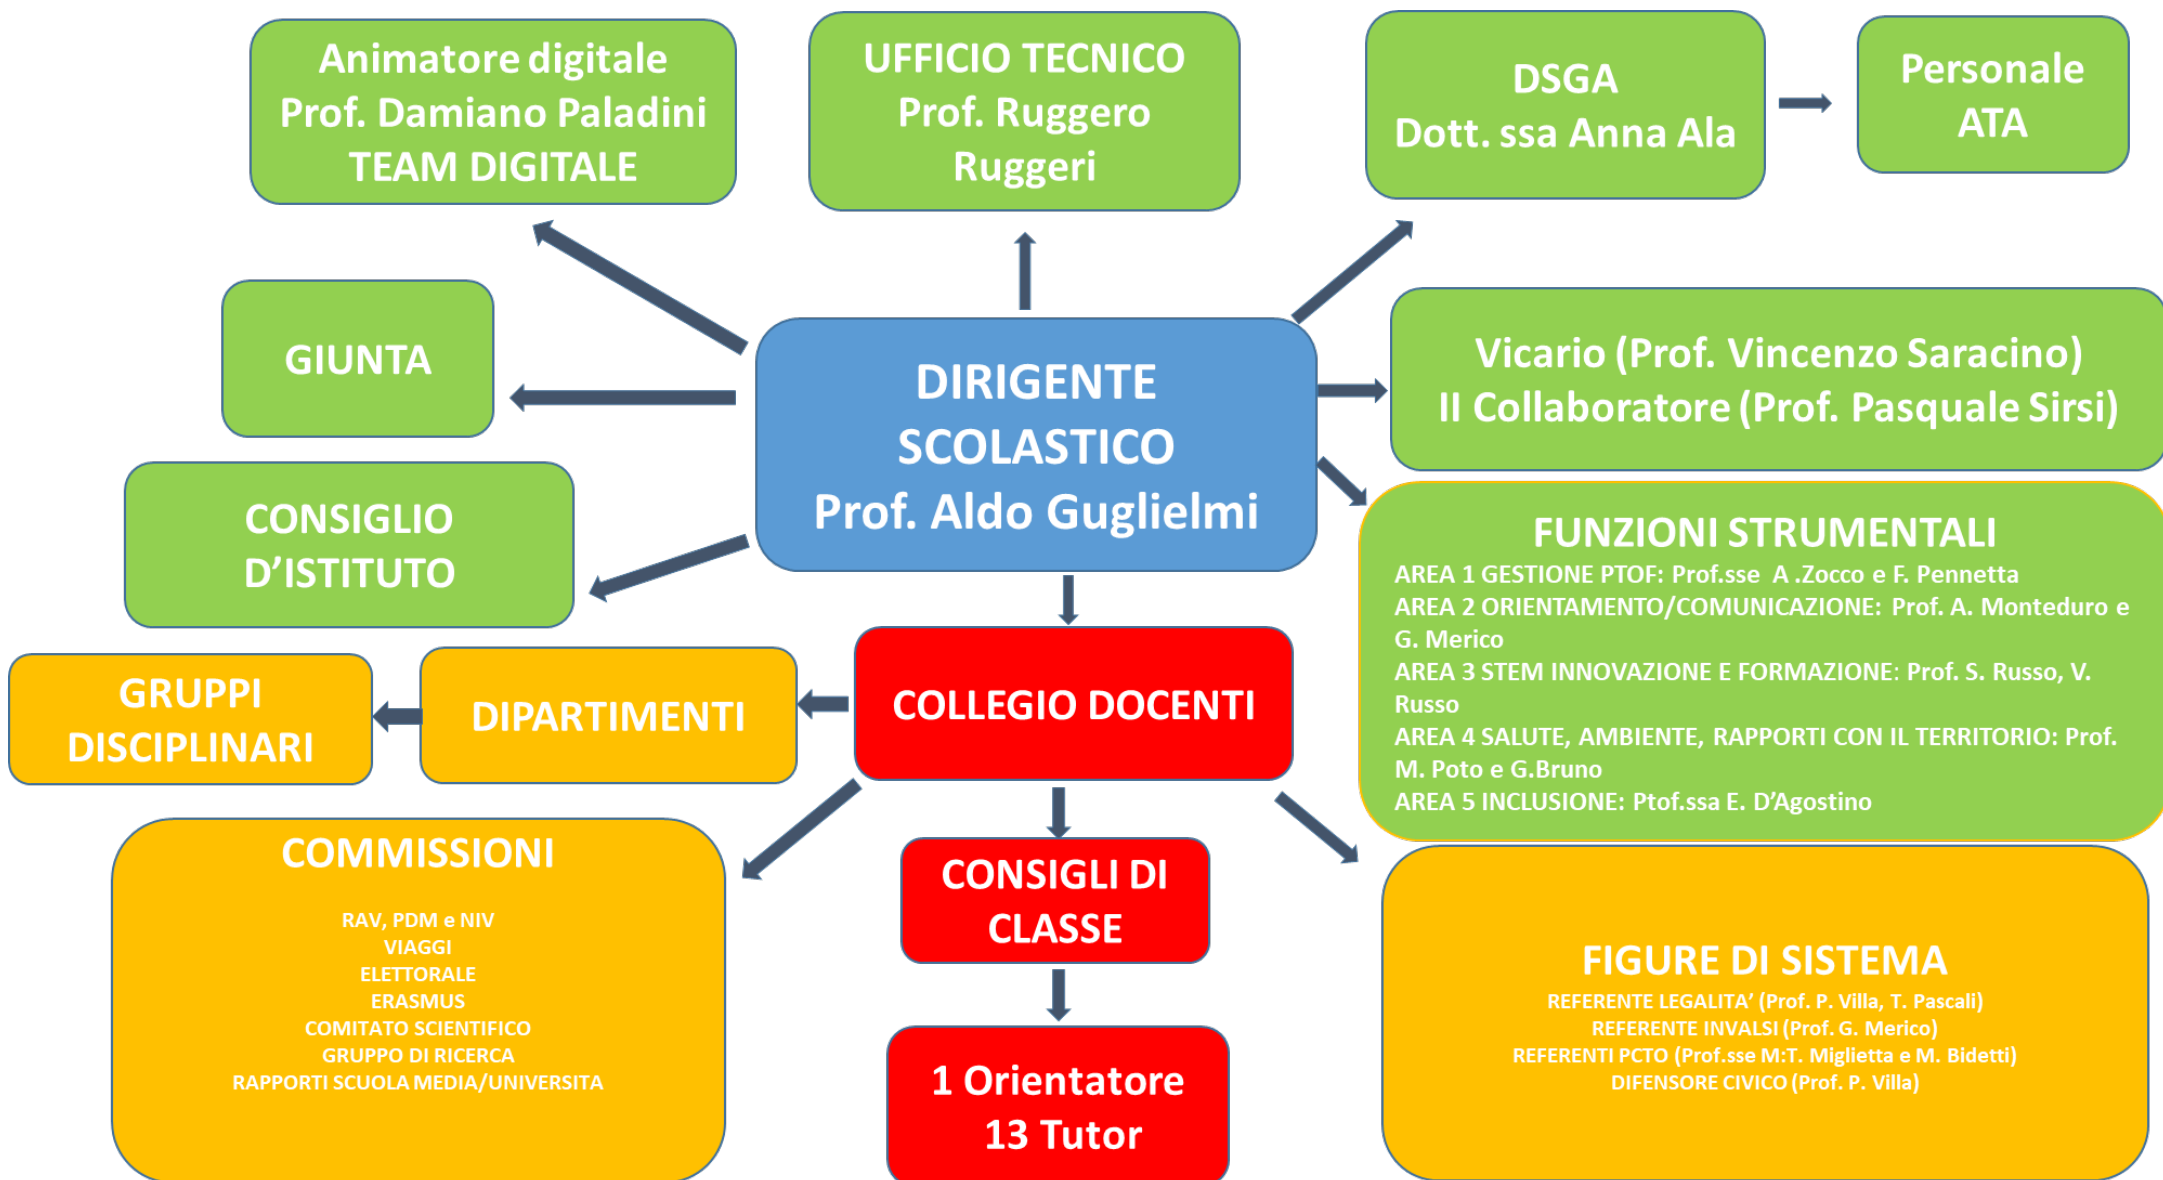 Animatore digitale
Prof. Damiano Paladini
TEAM DIGITALE
UFFICIO TECNICO
Prof. Ruggero
Ruggeri
DSGA
Dott. ssa Anna Ala
Personale
ATA
GIUNTA
DIRIGENTE
SCOLASTICO
Prof. Aldo Guglielmi
Vicario (Prof. Vincenzo Saracino)
II Collaboratore (Prof. Pasquale Sirsi)
CONSIGLIO
D’ISTITUTO
FUNZIONI STRUMENTALI
AREA 1 GESTIONE PTOF: Prof.sse A .Zocco e F. Pennetta
AREA 2 ORIENTAMENTO/COMUNICAZIONE: Prof. A. Monteduro e
G. Merico
AREA 3 STEM INNOVAZIONE E FORMAZIONE: Prof. S. Russo, V.
Russo
AREA 4 SALUTE, AMBIENTE, RAPPORTI CON IL TERRITORIO: Prof.
M. Poto e G.Bruno
AREA 5 INCLUSIONE: Ptof.ssa E. D’Agostino
GRUPPI
DISCIPLINARI
DIPARTIMENTI
COLLEGIO DOCENTI
COMMISSIONI
RAV, PDM e NIV
VIAGGI
ELETTORALE
ERASMUS
COMITATO SCIENTIFICO
GRUPPO DI RICERCA
RAPPORTI SCUOLA MEDIA/UNIVERSITA
CONSIGLI DI
CLASSE
1 Orientatore
13 Tutor
FIGURE DI SISTEMA
REFERENTE LEGALITA’ (Prof. P. Villa, T. Pascali)
REFERENTE INVALSI (Prof. G. Merico)
REFERENTI PCTO (Prof.sse M:T. Miglietta e M. Bidetti)
DIFENSORE CIVICO (Prof. P. Villa)